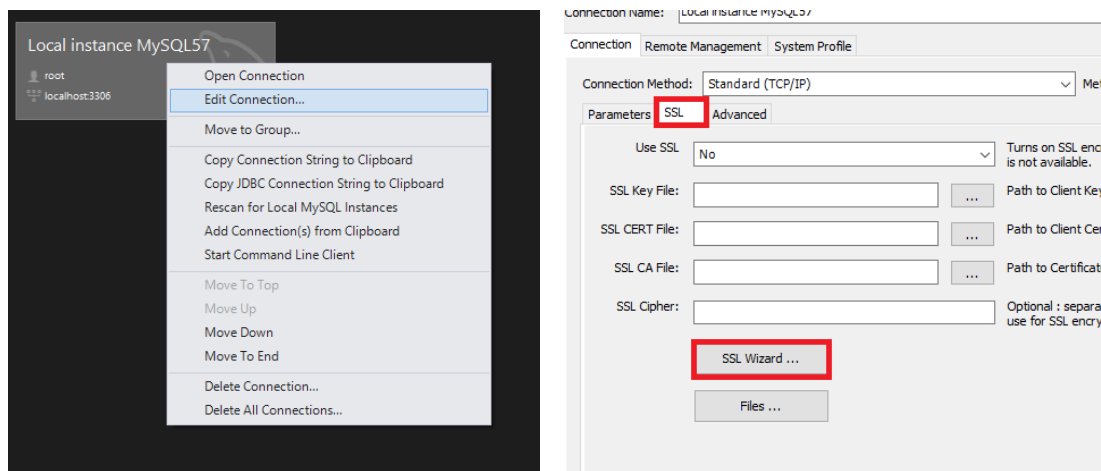 Local instance MySQL57
root
localhost:3306
Open Connection
Edit Connection...
Move to Group...
Copy Connection String to Clipboard
Copy JDBC Connection String to Clipboard
Rescan for Local MySQL Instances
Add Connection(s) from Clipboard
Start Command Line Client
Move To Top
Move Up
Move Down
Move To End
Delete Connection...
Delete All Connections...
Connection Name: Local instance MySQL57
Connection Remote Management System Profile
Connection Method: Standard (TCP/IP) Met
Parameters SSL Advanced
Use SSL No Turns on SSL enc
is not available.
SSL Key File: ... Path to Client Key
SSL CERT File: ... Path to Client Cer
SSL CA File: ... Path to Certificat
SSL Cipher: Optional : separa
use for SSL encry
SSL Wizard ...
Files ...